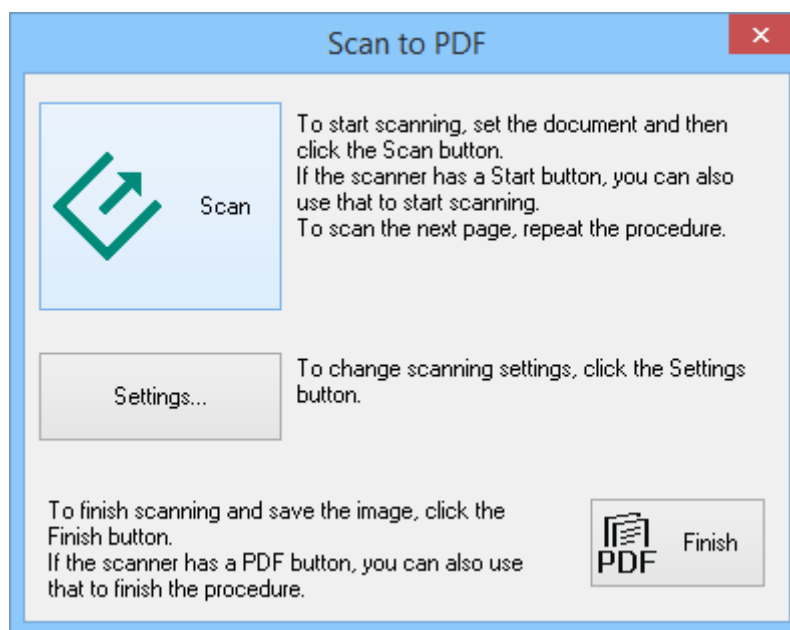 Scan to PDF
To start scanning, set the document and then
click the Scan button.
If the scanner has a Start button, you can also
use that to start scanning.
To scan the next page, repeat the procedure.
Scan
To change scanning settings, click the Settings
button.
Settings...
To finish scanning and save the image, click the
Finish button.
If the scanner has a PDF button, you can also use
that to finish the procedure.
PDF
Finish